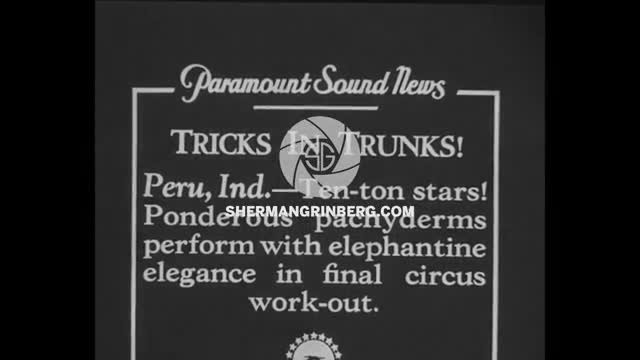 Paramount Sound News
TRICKS IN TRUNKS!
Peru, Ind.—Ten-ton stars!
SHERMANGRINBERG.COM
Ponderous pachyderms
perform with elephantine
elegance in final circus
work-out.